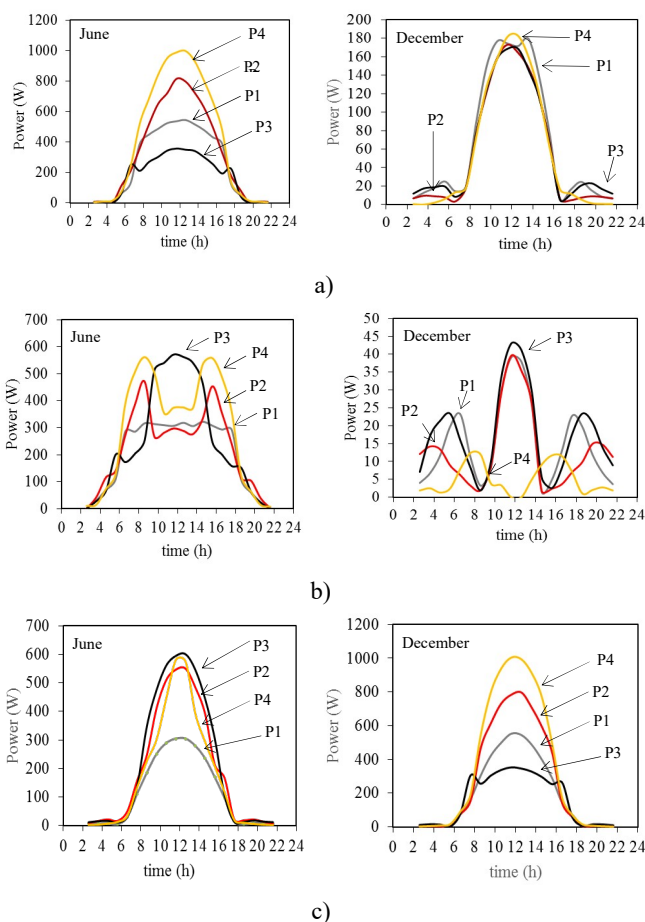 June
Power (W)
1200
1000
800
600
400
200
0
P4
P2
P1
P3
0 2 4 6 8 10 12 14 16 18 20 22 24
time (h)
December
Power (W)
200
180
160
140
120
100
80
60
40
20
0
P4
P1
P2
P3
0 2 4 6 8 10 12 14 16 18 20 22 24
time (h)
a)
June
Power (W)
700
600
500
400
300
200
100
0
P3
P4
P2
P1
0 2 4 6 8 10 12 14 16 18 20 22 24
time (h)
December
Power (W)
50
45
40
35
30
25
20
15
10
5
0
P3
P1
P2
P4
0 2 4 6 8 10 12 14 16 18 20 22 24
time (h)
b)
June
Power (W)
700
600
500
400
300
200
100
0
P3
P2
P4
P1
0 2 4 6 8 10 12 14 16 18 20 22 24
time (h)
December
Power (W)
1200
1000
800
600
400
200
0
P4
P2
P1
P3
0 2 4 6 8 10 12 14 16 18 20 22 24
time (h)
c)